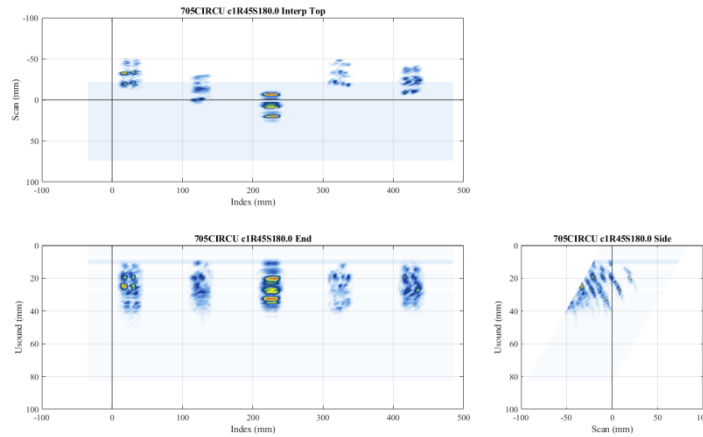 705CIRCU c1R45S180.0 Interp Top
-100
-50
0
50
100
Scan (mm)
-100 0 100 200 300 400 500
Index (mm)
705CIRCU c1R45S180.0 End
0
20
40
60
80
100
Usound (mm)
-100 0 100 200 300 400 500
Index (mm)
705CIRCU c1R45S180.0 Side
0
20
40
60
80
100
Usound (mm)
-100 -50 0 50 100
Scan (mm)